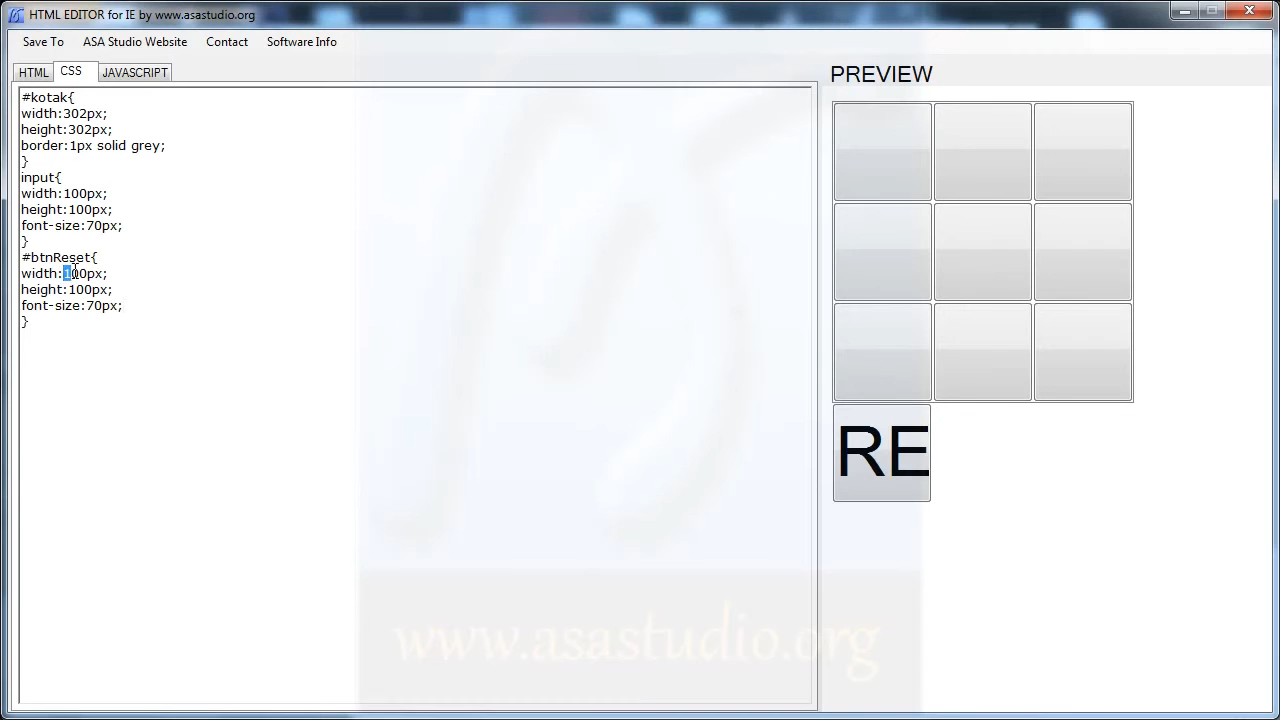 HTML EDITOR for IE by www.asastudio.org
Save To ASA Studio Website Contact Software Info
HTML CSS JAVASCRIPT
PREVIEW
#kotak{
width:302px;
height:302px;
border:1px solid grey;
}
input{
width:100px;
height:100px;
font-size:70px;
}
#btnReset{
width:100px;
height:100px;
font-size:70px;
}
RE
www.asastudio.org